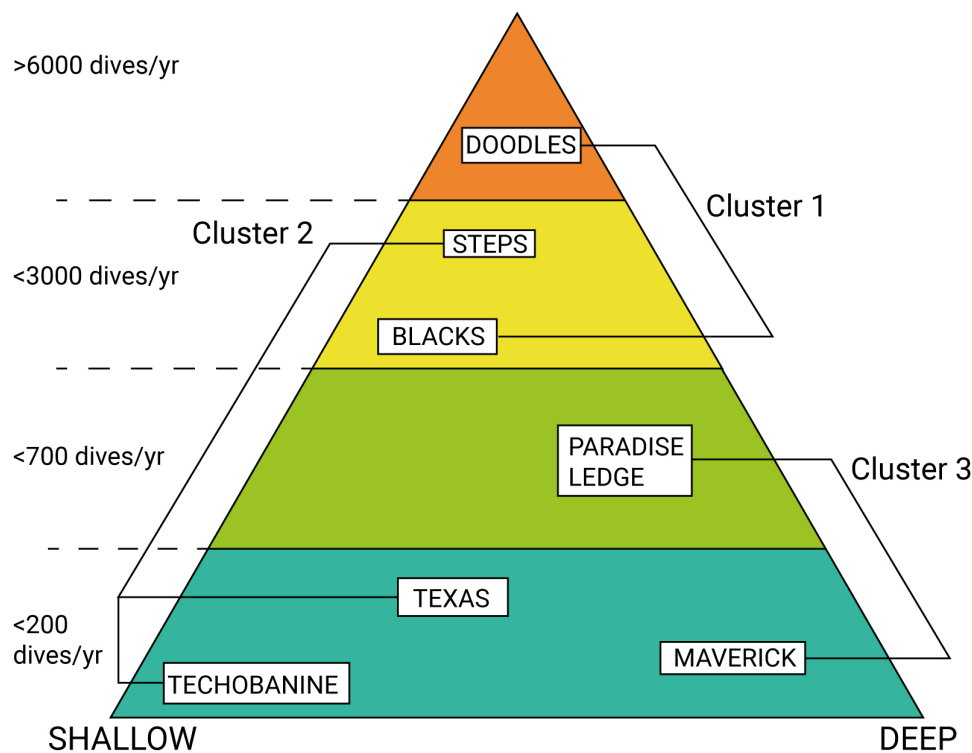 >6000 dives/yr
DOODLES
Cluster 1
Cluster 2
STEPS
<3000 dives/yr
BLACKS
<700 dives/yr
PARADISE
LEDGE
Cluster 3
TEXAS
<200
dives/yr
MAVERICK
TECHOBANINE
SHALLOW
DEEP